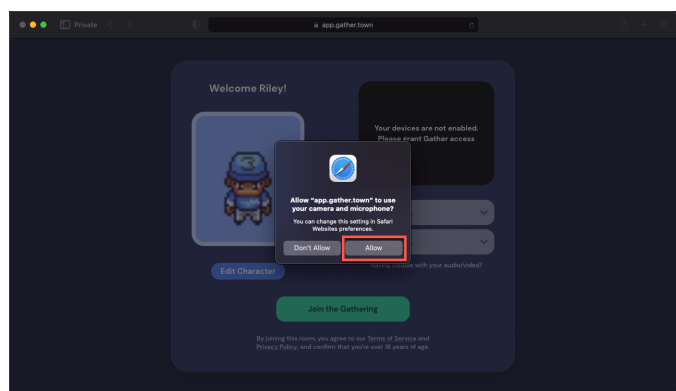 Private
app.gather.town
Welcome Riley!
Your devices are not enabled.
Please grant Gather access
Allow "app.gather.town" to use
your camera and microphone?
You can change this setting in Safari
Websites preferences.
Don't Allow
Allow
Having trouble with your audio/video?
Edit Character
Join the Gathering
By joining this room, you agree to our Terms of Service and
Privacy Policy, and confirm that you're over 18 years of age.